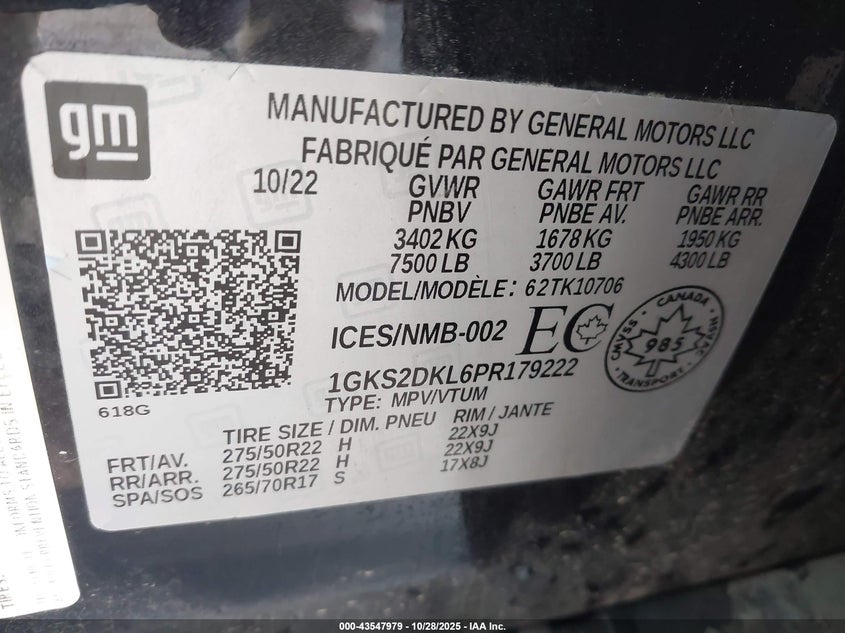 gm
MANUFACTURED BY GENERAL MOTORS LLC
FABRIQUÉ PAR GENERAL MOTORS LLC
10/22 GVWR GAWR FRT GAWR RR
PNBV PNBE AV. PNBE ARR.
3402 KG 1678 KG 1950 KG
7500 LB 3700 LB 4300 LB
MODEL/MODÈLE: 62TK10706
ICES/NMB-002 EC
CANADA
CMVSS 985 NSVAC
TRANSPORT
1GKS2DKL6PR179222
TYPE: MPV/VTUM
618G
TIRE SIZE / DIM. PNEU RIM / JANTE
FRT/AV. 275/50R22 H 22X9J
RR/ARR. 275/50R22 H 22X9J
SPA/SOS 265/70R17 S 17X8J
TIRES:
000-43547979 | 10/28/2025 - IAA Inc.